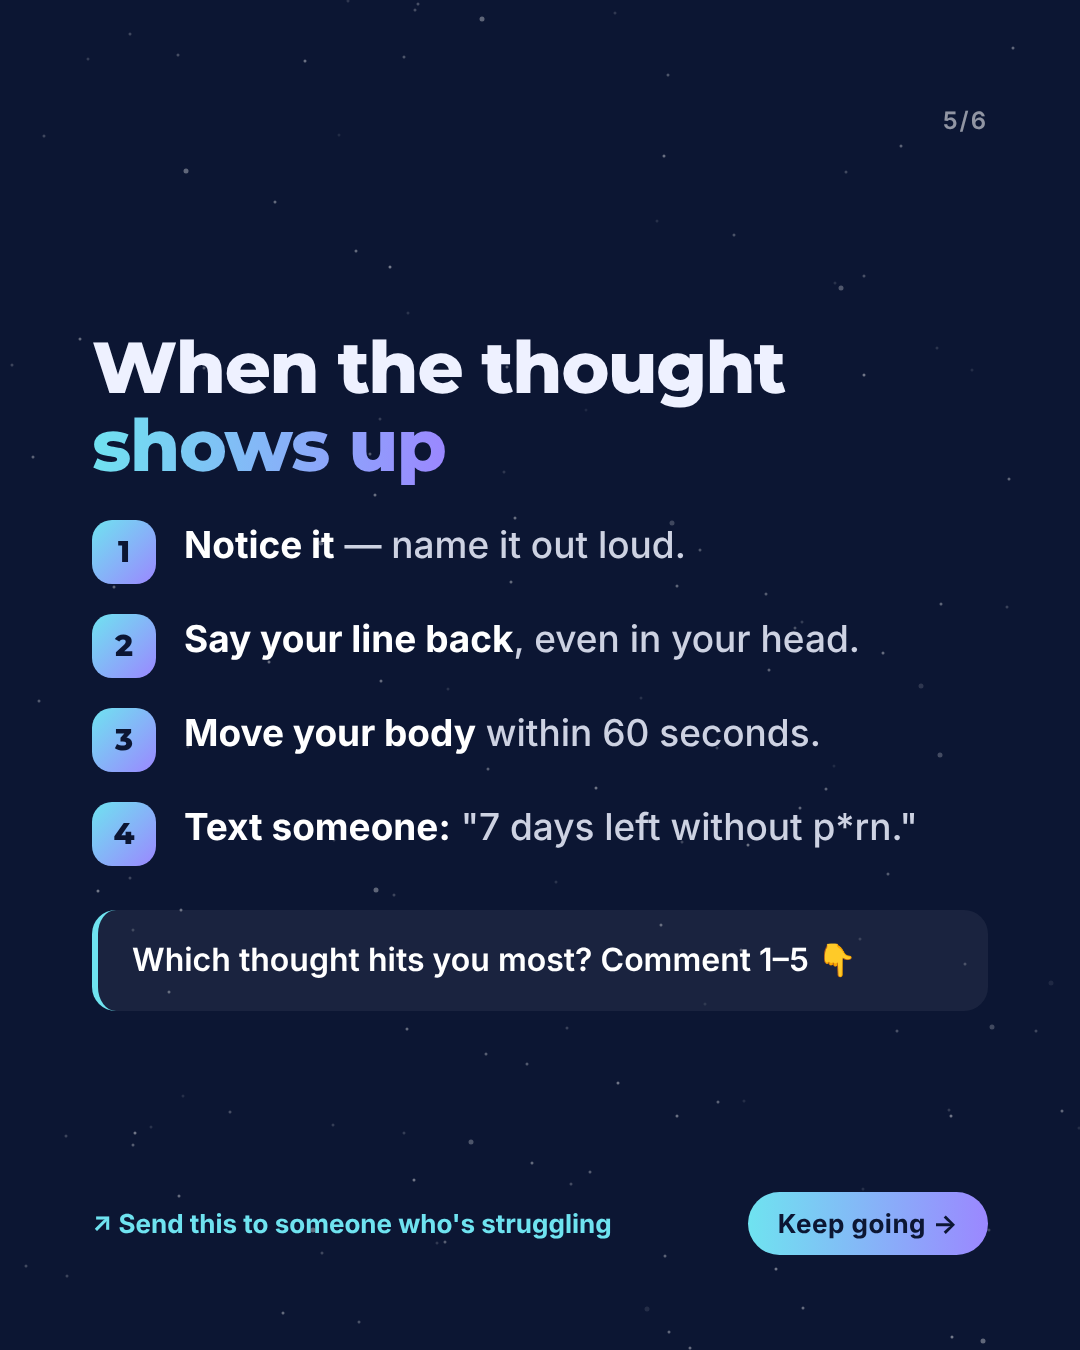 5/6
When the thought
shows up
1 Notice it — name it out loud.
2 Say your line back, even in your head.
3 Move your body within 60 seconds.
4 Text someone: "7 days left without p*rn."
Which thought hits you most? Comment 1–5 👇
↗ Send this to someone who's struggling
Keep going →